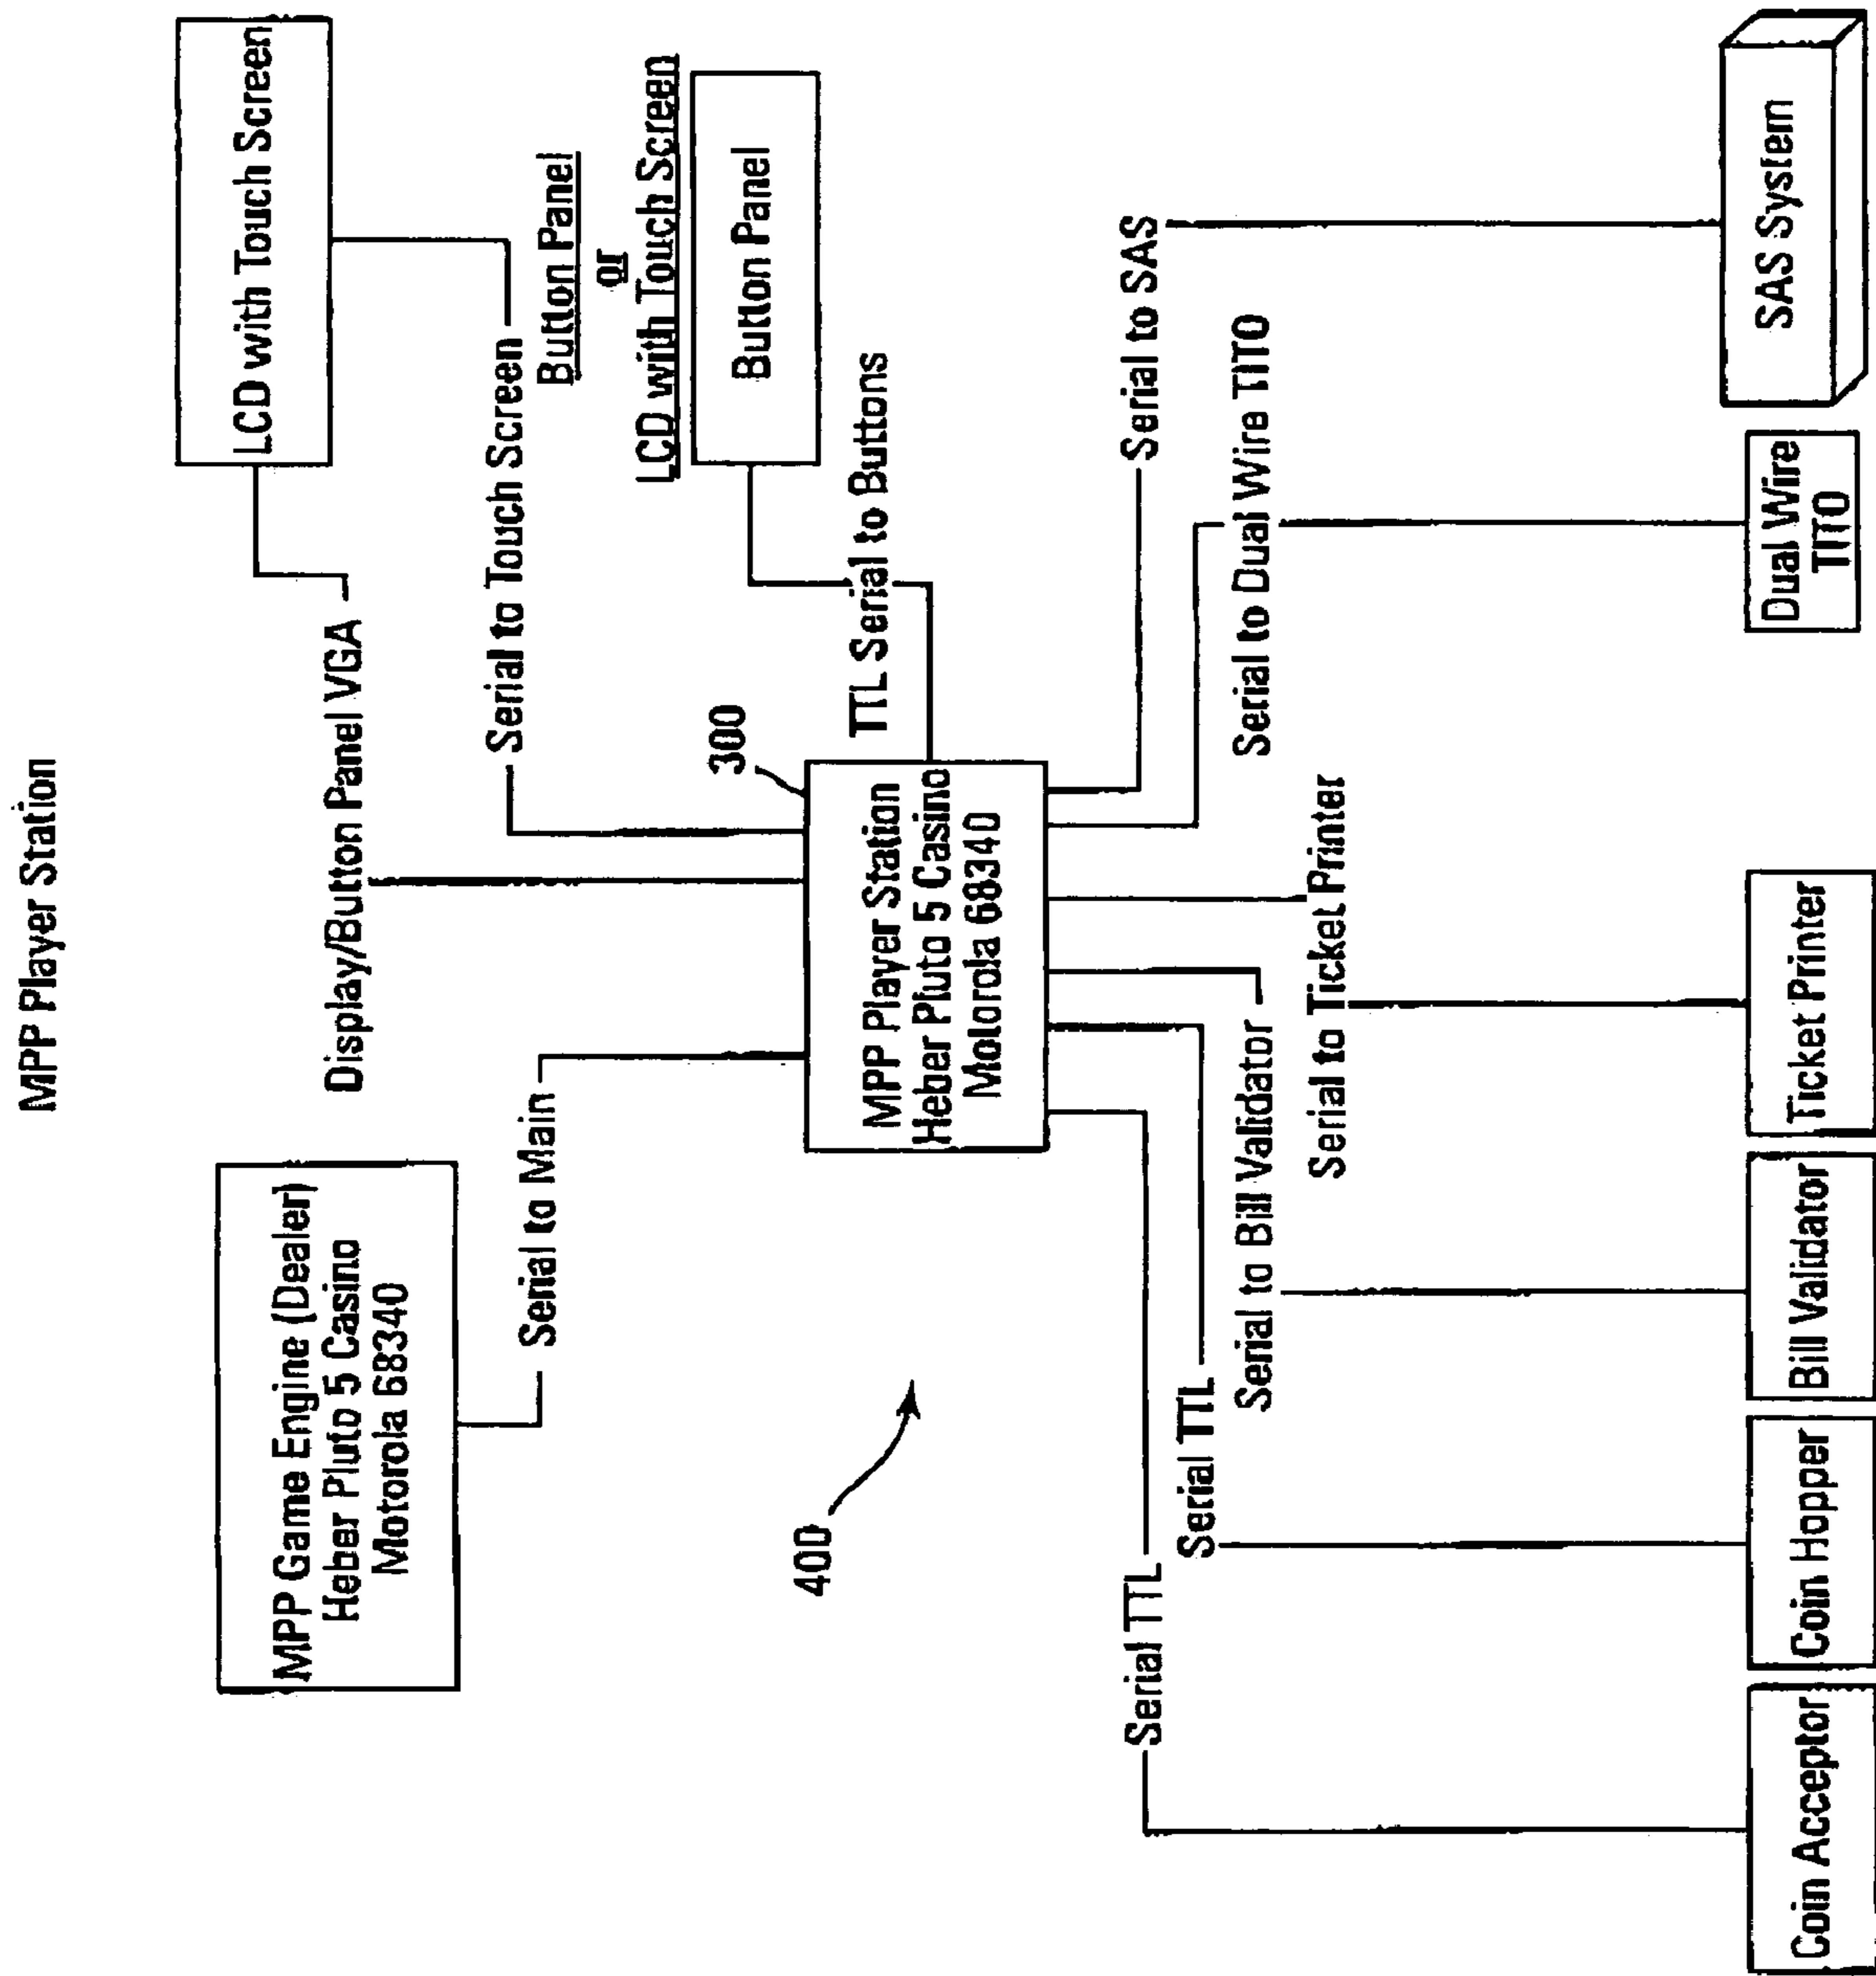 MPP Player Station
MPP Game Engine (Dealer)
Heber Pluto 5 Casino
Motorola 68340
LCD with Touch Screen
Display/Button Panel VGA
Serial to Main
Serial to Touch Screen
Button Panel
or
LCD with Touch Screen
Button Panel
300
TTL Serial to Buttons
MPP Player Station
Heber Pluto 5 Casino
Motorola 68340
400
Serial TTL
Serial TTL
Serial to Bill Validator
Serial to Ticket Printer
Serial to SAS
Serial to Dual Wire TITO
Coin Acceptor
Coin Hopper
Bill Validator
Ticket Printer
Dual Wire
TITO
SAS System